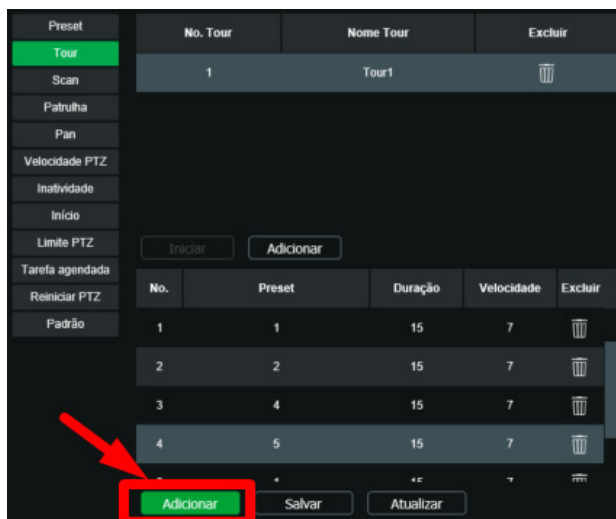 Preset
Tour
Scan
Patrulha
Pan
Velocidade PTZ
Inatividade
Início
Limite PTZ
Tarefa agendada
Reiniciar PTZ
Padrão
No. Tour Nome Tour Excluir
1 Tour1
Iniciar Adicionar
No. Preset Duração Velocidade Excluir
1 1 15 7
2 2 15 7
3 4 15 7
4 5 15 7
Adicionar Salvar Atualizar